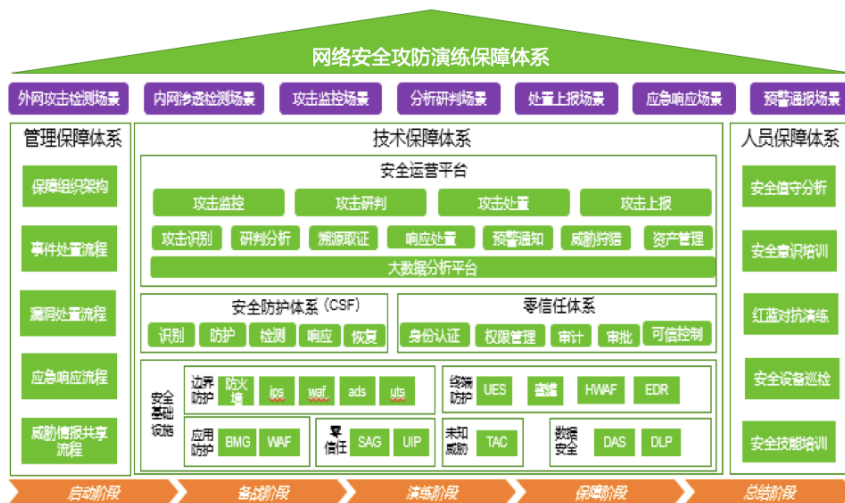 网络安全攻防演练保障体系
外网攻击检测场景
内网渗透检测场景
攻击监控场景
分析研判场景
处置上报场景
应急响应场景
预警通报场景
管理保障体系
保障组织架构
事件处置流程
漏洞处置流程
应急响应流程
威胁情报共享
流程
技术保障体系
安全运营平台
攻击监控
攻击研判
攻击处置
攻击上报
攻击识别
研判分析
溯源取证
响应处置
预警通知
威胁狩猎
资产管理
大数据分析平台
安全防护体系(CSF)
识别
防护
检测
响应
恢复
零信任体系
身份认证
权限管理
审计
审批
可信控制
安全
基础
设施
边界
防护
防火
墙
ips
waf
ads
uts
终端
防护
UES
蜜罐
HWAF
EDR
应用
防护
BMG
WAF
零
信任
SAG
UIP
未知
威胁
TAC
数据
安全
DAS
DLP
人员保障体系
安全值守分析
安全意识培训
红蓝对抗演练
安全设备巡检
安全技能培训
启动阶段
备战阶段
演练阶段
保障阶段
总结阶段